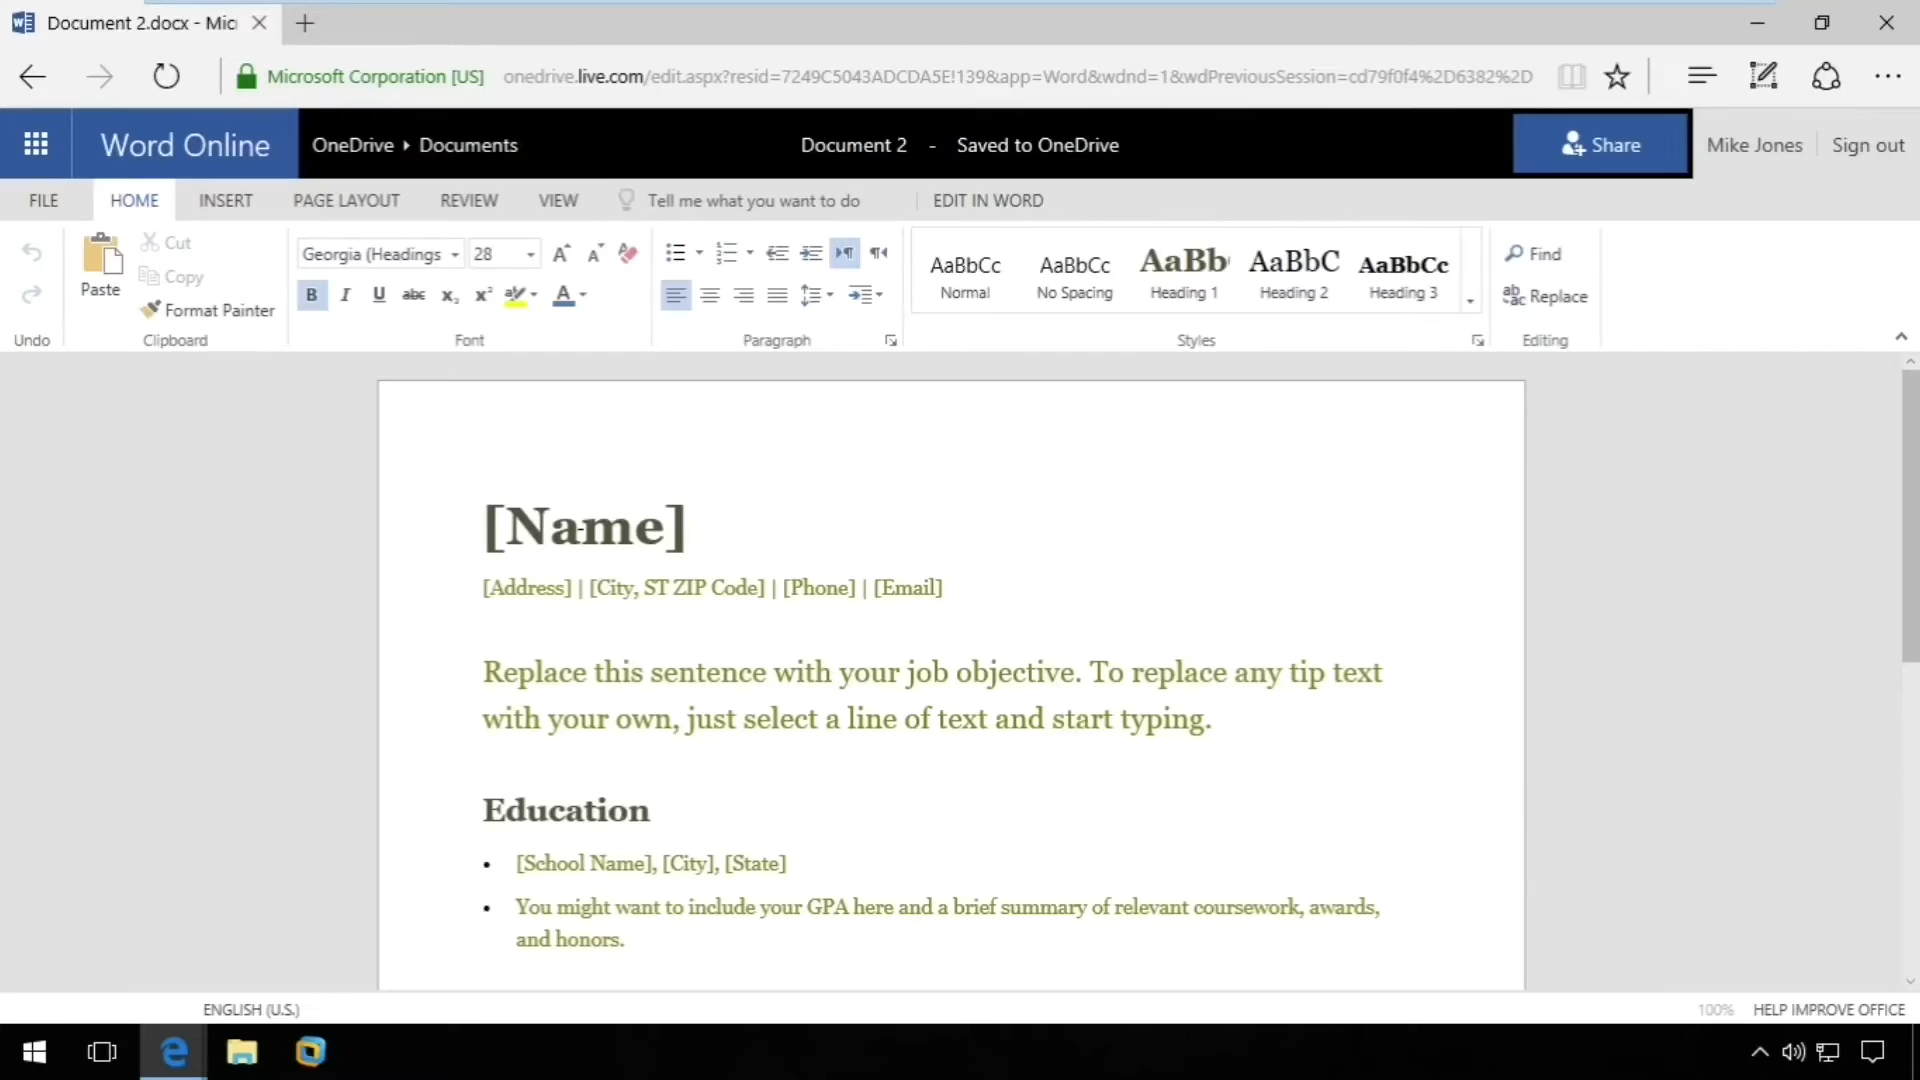 Document 2.docx - Mic
Microsoft Corporation [US] onedrive.live.com/edit.aspx?resid=7249C5043ADCDA5E!139&app=Word&wdnd=1&wdPreviousSession=cd79f0f4%2D6382%2D
Word Online OneDrive Documents Document 2 - Saved to OneDrive Share Mike Jones Sign out
FILE HOME INSERT PAGE LAYOUT REVIEW VIEW Tell me what you want to do EDIT IN WORD
Paste
Cut
Copy
Format Painter
Georgia (Headings 28
B I U abc x₂ x² A
AaBbCc AaBbCc AaBb AaBbC AaBbCc
Normal No Spacing Heading 1 Heading 2 Heading 3
Find
Replace
Undo Clipboard Font Paragraph Styles Editing
[Name]
[Address] | [City, ST ZIP Code] | [Phone] | [Email]
Replace this sentence with your job objective. To replace any tip text
with your own, just select a line of text and start typing.
Education
• [School Name], [City], [State]
• You might want to include your GPA here and a brief summary of relevant coursework, awards,
and honors.
ENGLISH (U.S.) 100% HELP IMPROVE OFFICE